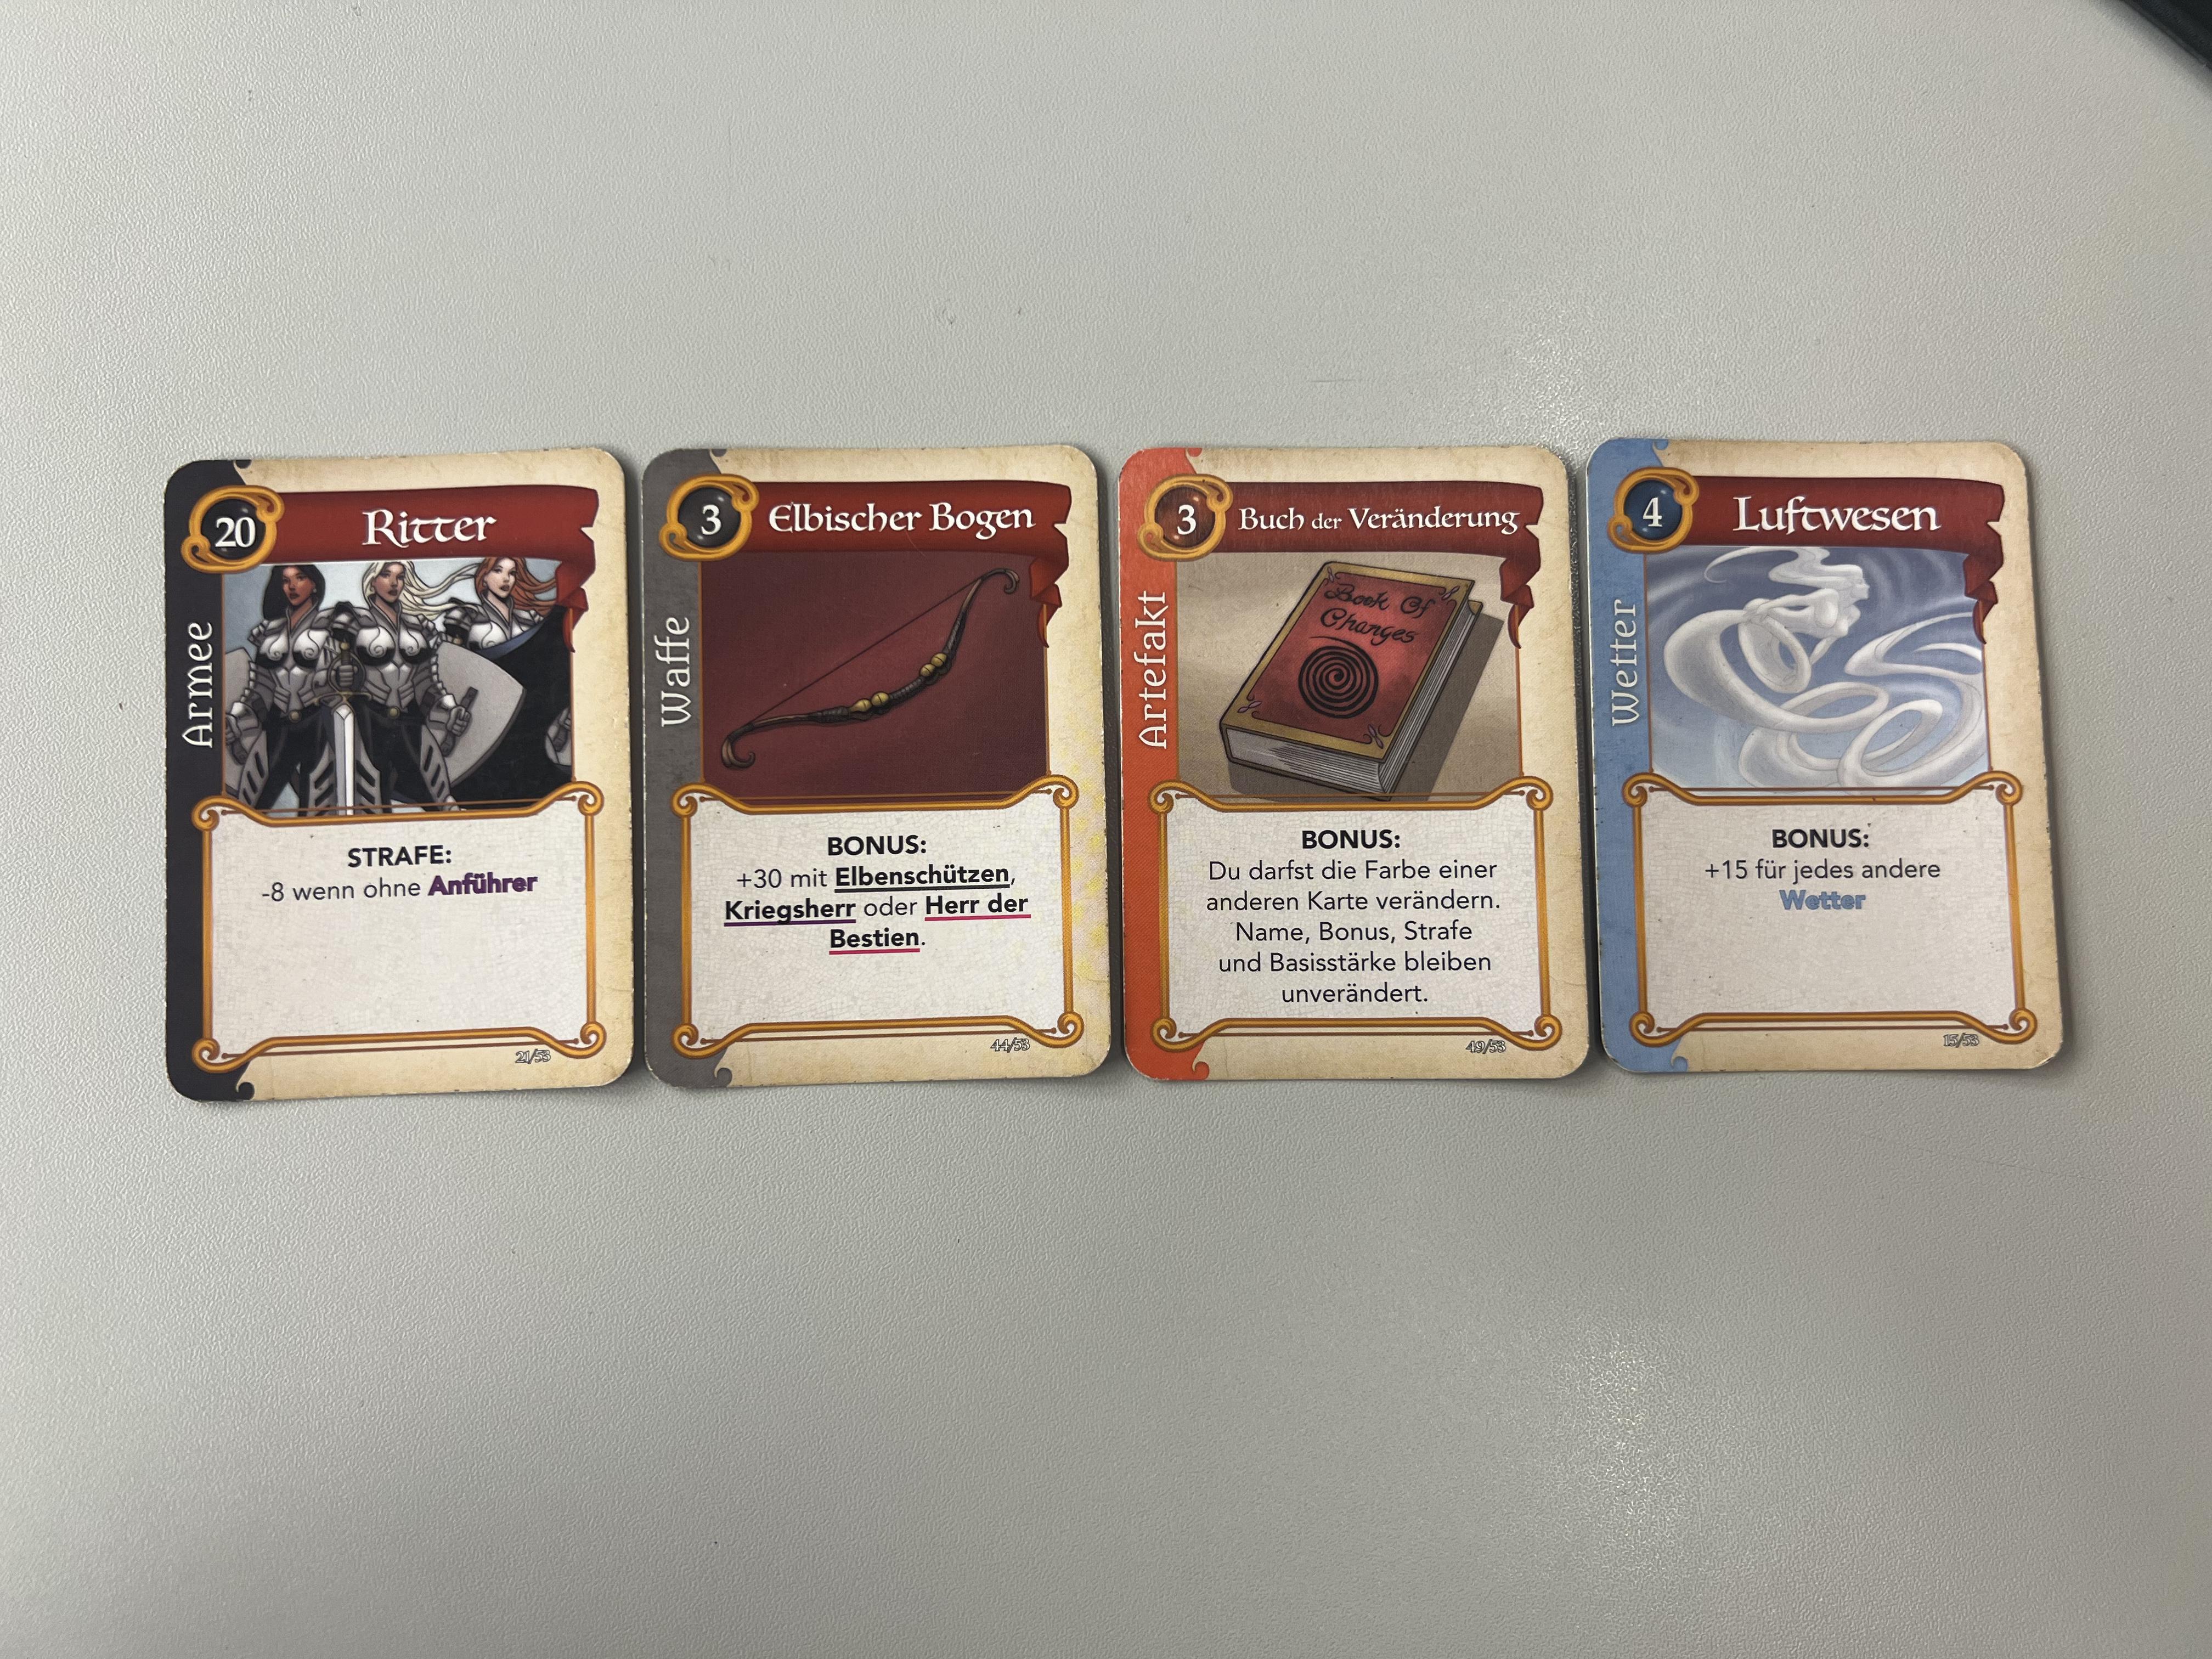 20
Ritter
Armee
STRAFE:
-8 wenn ohne Anführer
21/53
3
Elbischer Bogen
Waffe
BONUS:
+30 mit Elbenschützen,
Kriegsherr oder Herr der
Bestien.
44/53
3
Buch der Veränderung
Artefakt
Book Of
Changes
BONUS:
Du darfst die Farbe einer
anderen Karte verändern.
Name, Bonus, Strafe
und Basisstärke bleiben
unverändert.
49/53
4
Luftwesen
Wetter
BONUS:
+15 für jedes andere
Wetter
15/53